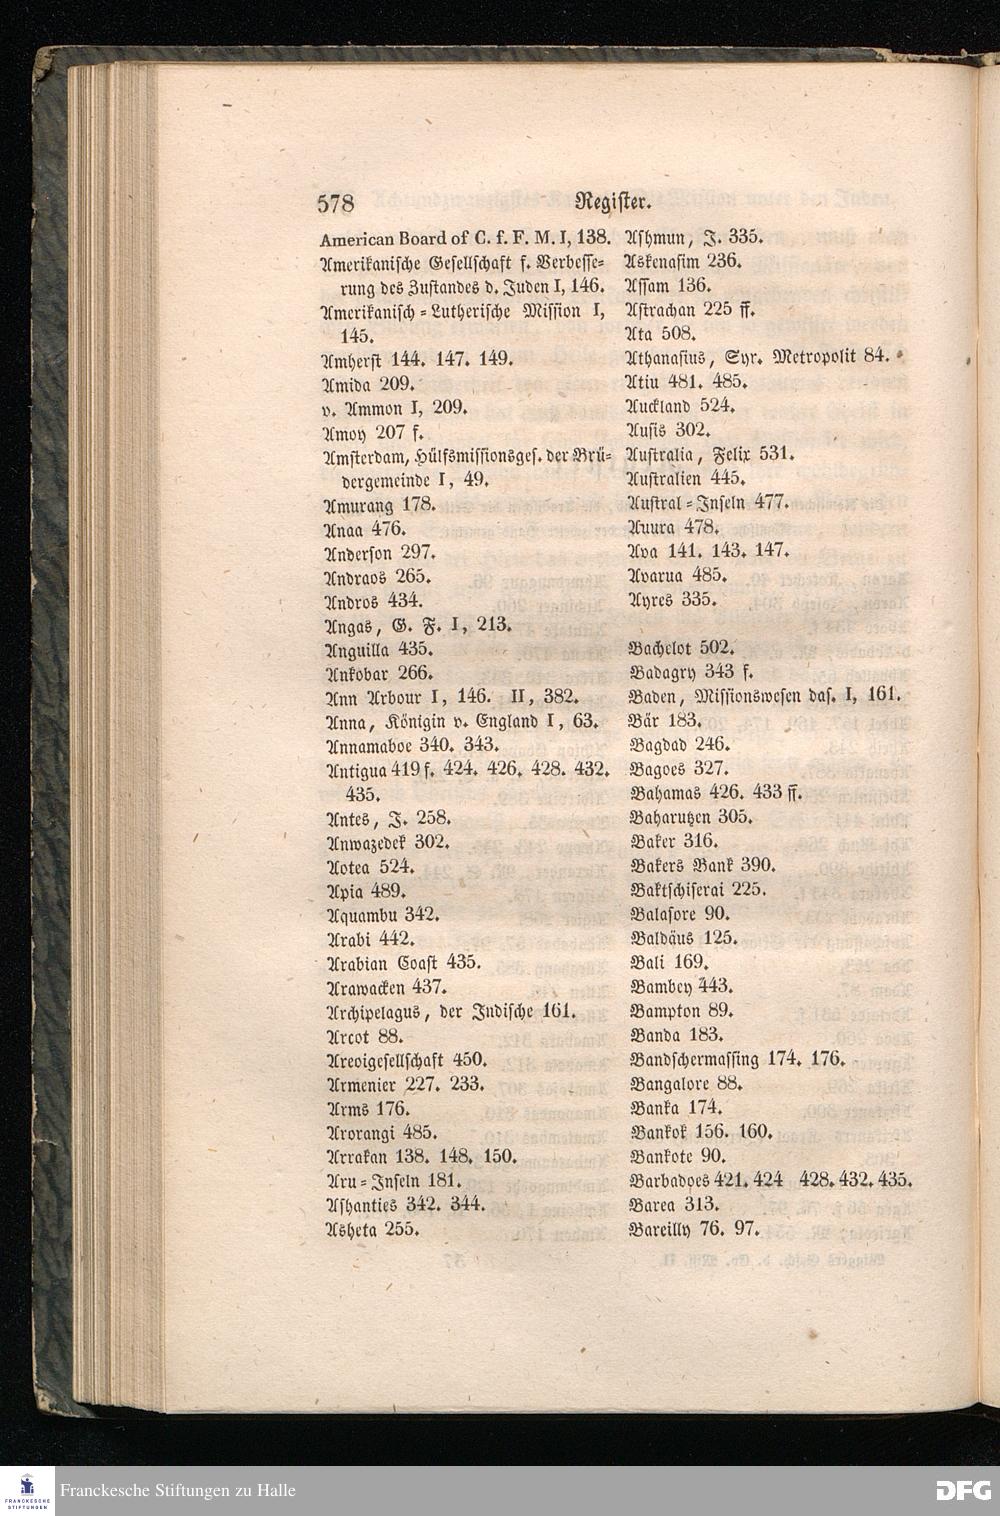 578 Register.
American Board of C. f. F. M. I, 138.
Amerikanische Gesellschaft f. Verbesse-
rung des Zustandes d. Juden I, 146.
Amerikanisch-Lutherische Mission I,
145.
Amherst 144. 147. 149.
Amida 209.
v. Ammon I, 209.
Amoy 207 f.
Amsterdam, Hülfsmissionsges. der Brü-
dergemeinde I, 49.
Amurang 178.
Anaa 476.
Anderson 297.
Andraos 265.
Andros 434.
Angas, G. F. I, 213.
Anguilla 435.
Ankobar 266.
Ann Arbour I, 146. II, 382.
Anna, Königin v. England I, 63.
Annamaboe 340. 343.
Antigua 419 f. 424. 426. 428. 432.
435.
Antes, J. 258.
Anwazedek 302.
Aotea 524.
Apia 489.
Aquambu 342.
Arabi 442.
Arabian Coast 435.
Arawacken 437.
Archipelagus, der Indische 161.
Arcot 88.
Areoigesellschaft 450.
Armenier 227. 233.
Arms 176.
Arorangi 485.
Arrakan 138. 148. 150.
Aru-Inseln 181.
Ashanties 342. 344.
Asheta 255.
Ashmun, J. 335.
Askenasim 236.
Assam 136.
Astrachan 225 ff.
Ata 508.
Athanasius, Syr. Metropolit 84.
Atiu 481. 485.
Auckland 524.
Ausis 302.
Australia, Felix 531.
Australien 445.
Austral-Inseln 477.
Auura 478.
Ava 141. 143. 147.
Avarua 485.
Ayres 335.
Bachelot 502.
Badagry 343 f.
Baden, Missionswesen das. I, 161.
Bär 183.
Bagdad 246.
Bagoes 327.
Bahamas 426. 433 ff.
Baharutzen 305.
Baker 316.
Bakers Bank 390.
Baktschiserai 225.
Balasore 90.
Baldäus 125.
Bali 169.
Bambey 443.
Bampton 89.
Banda 183.
Bandschermassing 174. 176.
Bangalore 88.
Banka 174.
Bankok 156. 160.
Bankote 90.
Barbadoes 421. 424 428. 432. 435.
Barea 313.
Bareilly 76. 97.
FRANCKESCHE
STIFTUNGEN
Franckesche Stiftungen zu Halle
DFG